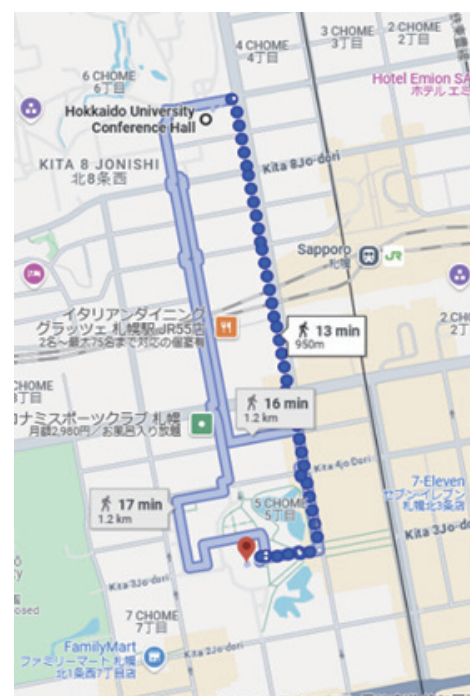 4 CHOME
4丁目
3 CHOME
3丁目
2 CHOME
2丁目
Hotel Emion SA
ホテル エミ
6 CHOME
6丁目
Hokkaido University
Conference Hall
KITA 8 JONISHI
北8条西
Kita 8Jo-dori
Sapporo
札幌
JR
イタリアンダイニング
グラッツェ 札幌駅 JR55店
2名～最大75名まで対応の個室有
2 CH
2丁
13 min
950m
CHOME
丁目
16 min
1.2 km
ナミスポーツクラブ 札幌
月額2,980円／お風呂入り放題
Kita 4jo Dori
7-Eleven
セブン-イレブン
札幌北3条店
17 min
1.2 km
5 CHOME
5丁目
Kita 3Jo-dori
Kita 3Jo-dori
osed
7 CHOME
7丁目
FamilyMart
ファミリーマート 札幌
北1条西7丁目店
Kita 2Jo-dori